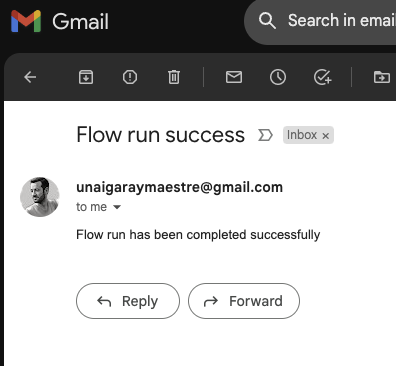 Gmail
Search in email
Flow run success
Inbox ×
unaigaraymaestre@gmail.com
to me
Flow run has been completed successfully
Reply
Forward